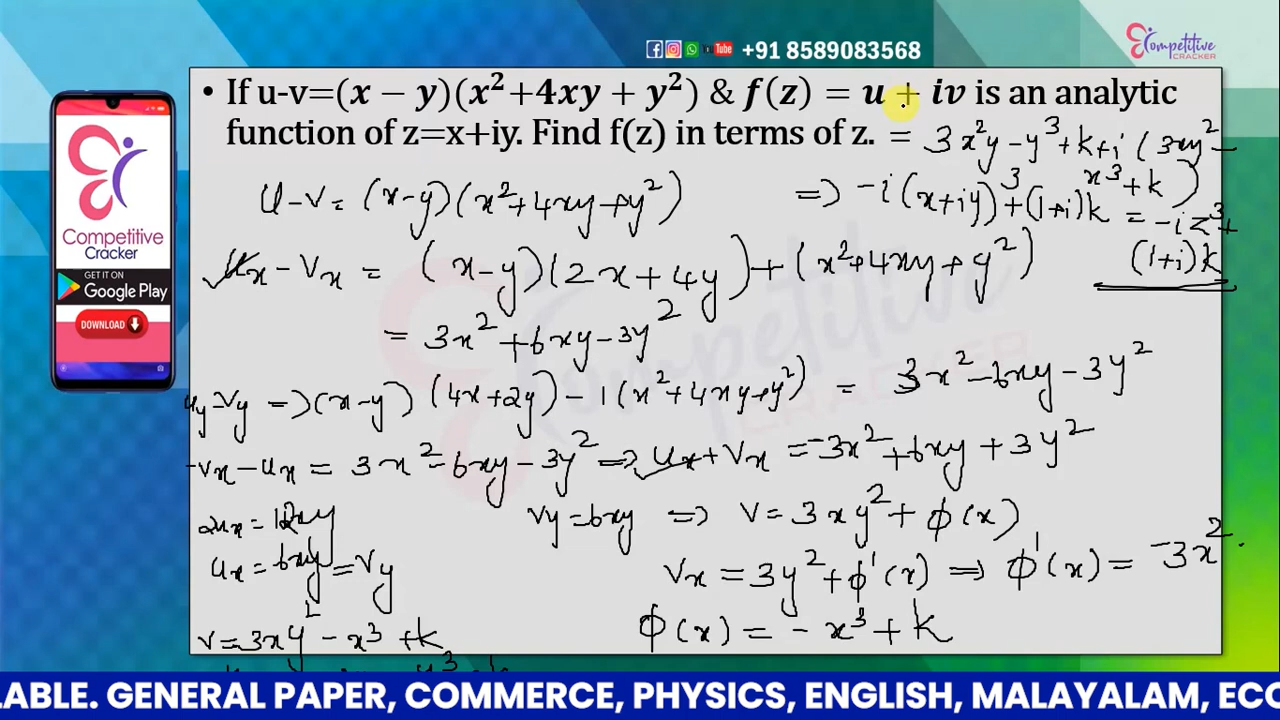 +91 8589083568
Competitive
CRACKER
• If u-v=(x − y)(x²+4xy + y²) & f(z) = u + iv is an analytic
function of z=x+iy. Find f(z) in terms of z. = 3x²y - y³ + k + i (3xy² -
x³ + k)
u-v = (x-y)(x²+4xy+y²)
=> -i(x+iy)³ + (1+i)k = -iz³ +
(1+i)k
ux - vx = (x-y)(2x+4y) + (x²+4xy+y²)
= 3x² + 6xy - 3y²
uy - vy => (x-y) (4x+2y) - 1(x²+4xy+y²) = 3x² - 6xy - 3y²
-vx - ux = 3x² - 6xy - 3y² => ux + vx = -3x² + 6xy + 3y²
2ux = 12xy
vy = 6xy => v = 3xy² + ϕ(x)
ux = 6xy = vy
vx = 3y² + ϕ'(x) => ϕ'(x) = -3x²
v = 3xy² - x³ + k
ϕ(x) = - x³ + k
Competitive
Cracker
GET IT ON
Google Play
DOWNLOAD
You Tube
LABLE. GENERAL PAPER, COMMERCE, PHYSICS, ENGLISH, MALAYALAM, ECO